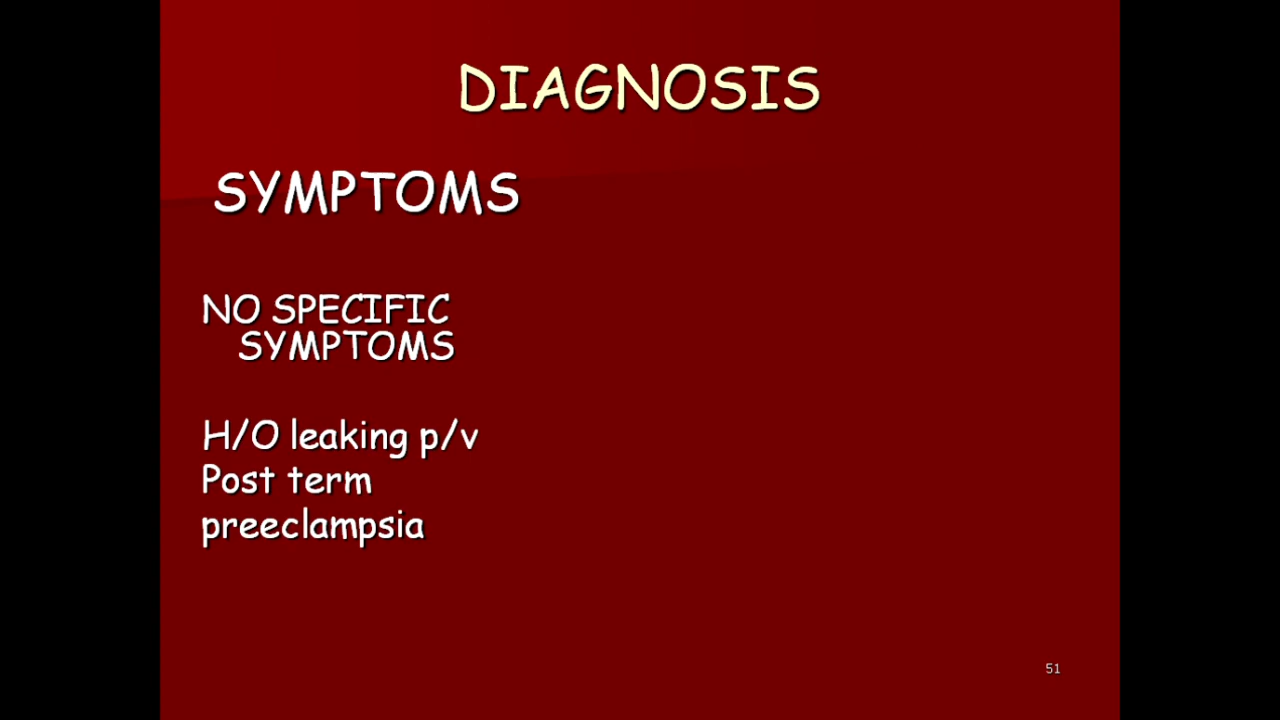 DIAGNOSIS
SYMPTOMS
NO SPECIFIC
SYMPTOMS
H/O leaking p/v
Post term
preeclampsia
51